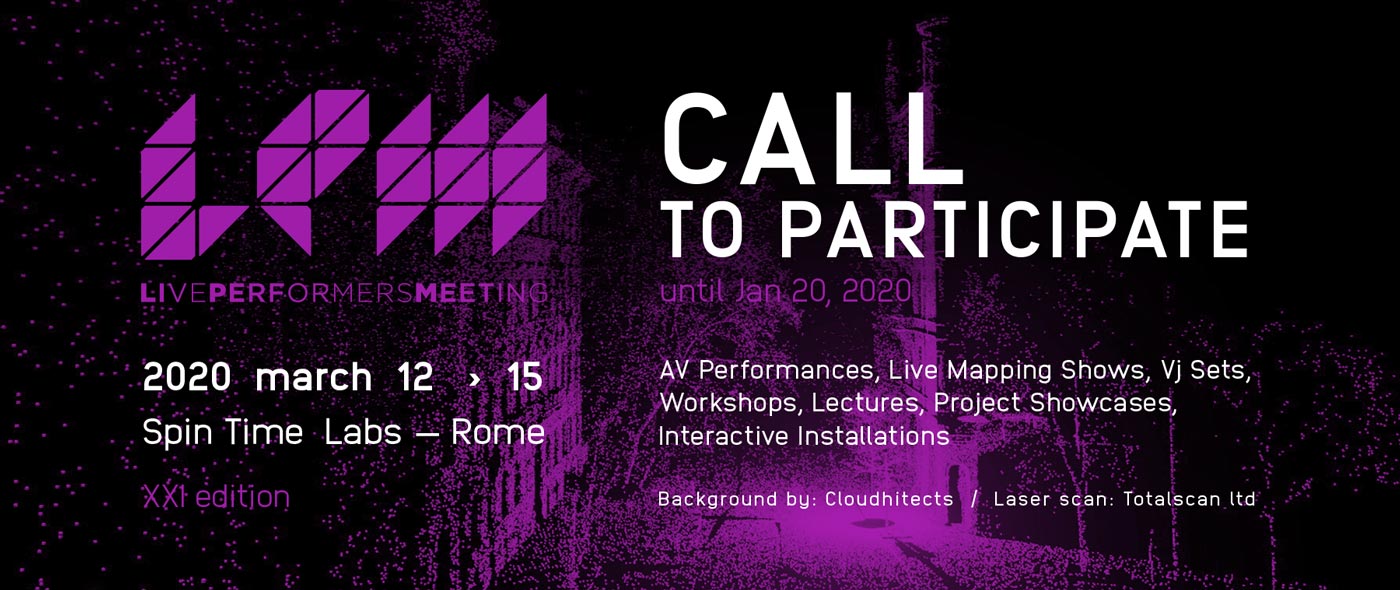 LPM
LIVEPERFORMERSMEETING
2020 march 12 › 15
Spin Time Labs — Rome
XXI edition
CALL
TO PARTICIPATE
until Jan 20, 2020
AV Performances, Live Mapping Shows, Vj Sets,
Workshops, Lectures, Project Showcases,
Interactive Installations
Background by: Cloudhitects / Laser scan: Totalscan ltd